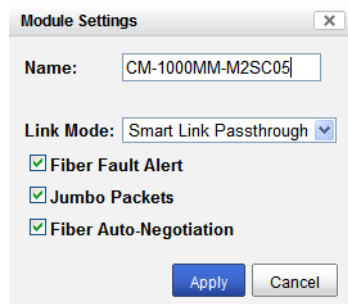 Module Settings
Name: CM-1000MM-M2SC05
Link Mode: Smart Link Passthrough
Fiber Fault Alert
Jumbo Packets
Fiber Auto-Negotiation
Apply Cancel